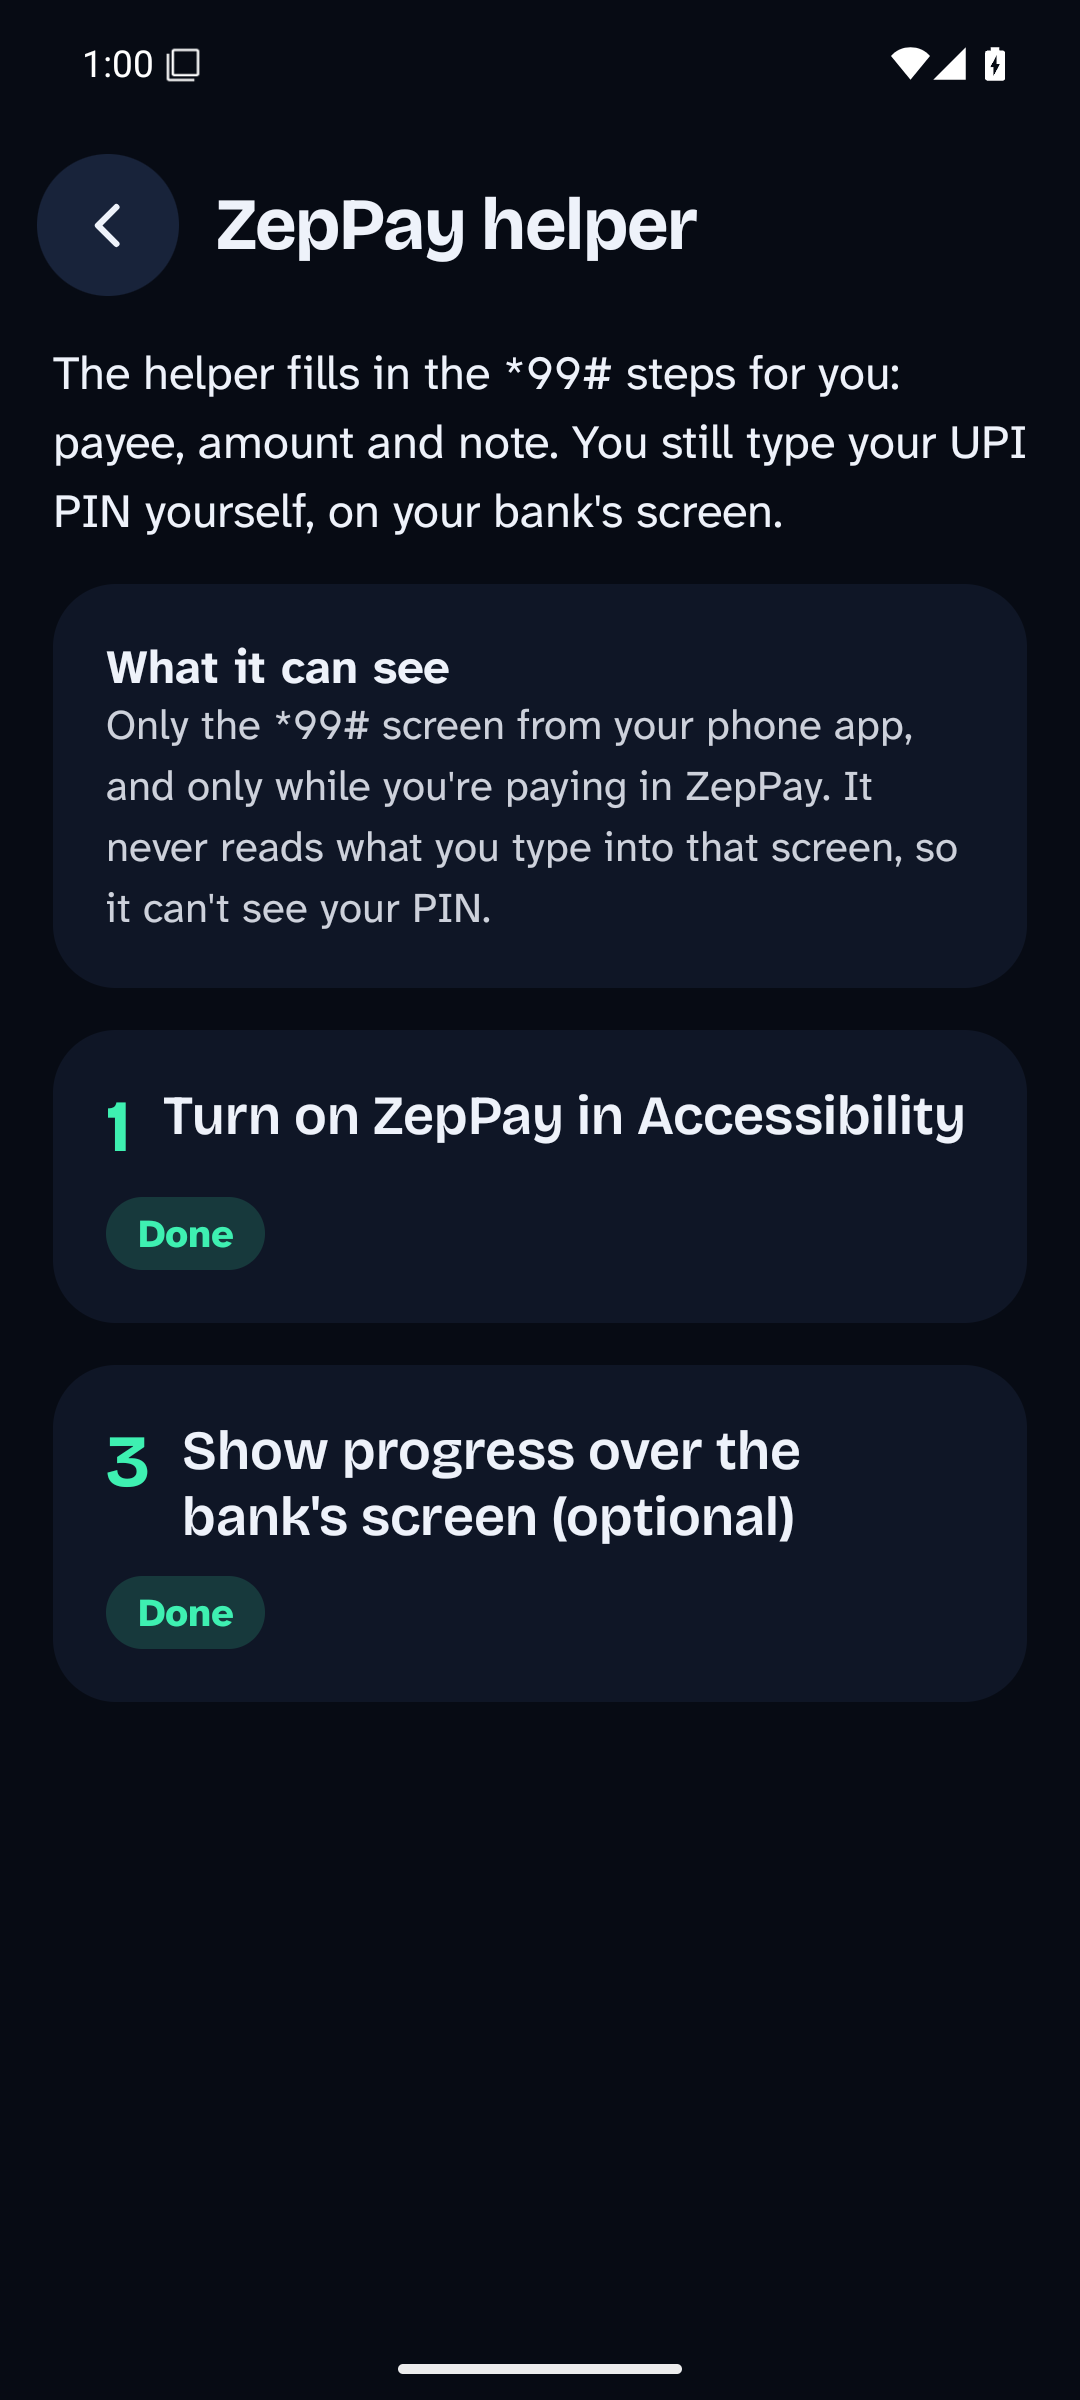 1:00
ZepPay helper
The helper fills in the *99# steps for you:
payee, amount and note. You still type your UPI
PIN yourself, on your bank's screen.
What it can see
Only the *99# screen from your phone app,
and only while you're paying in ZepPay. It
never reads what you type into that screen, so
it can't see your PIN.
1 Turn on ZepPay in Accessibility
Done
3 Show progress over the
bank's screen (optional)
Done